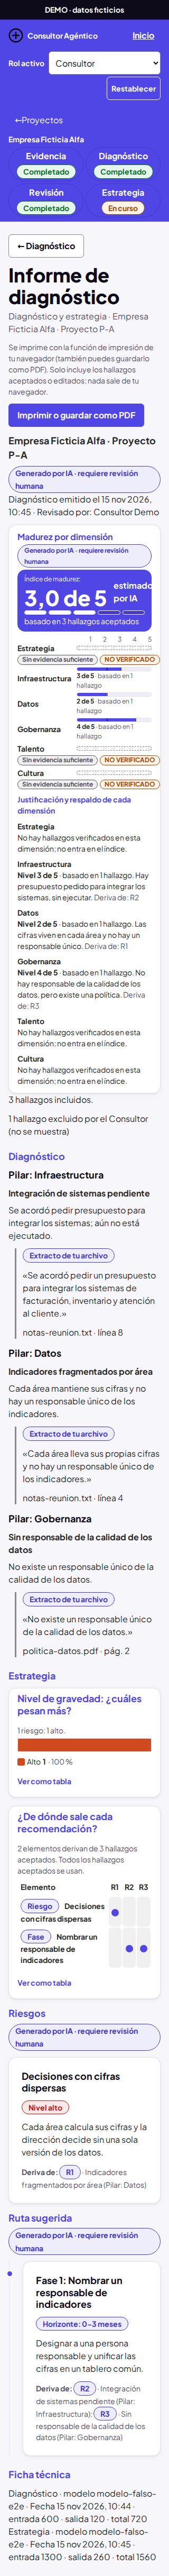 DEMO · datos ficticios
Consultor Agéntico
Inicio
Rol activo
Consultor
Restablecer
←Proyectos
Empresa Ficticia Alfa
Evidencia
Completado
Diagnóstico
Completado
Revisión
Completado
Estrategia
En curso
← Diagnóstico
Informe de
diagnóstico
Diagnóstico y estrategia · Empresa
Ficticia Alfa · Proyecto P-A
Se imprime con la función de impresión de
tu navegador (también puedes guardarlo
como PDF). Solo incluye los hallazgos
aceptados o editados: nada sale de tu
navegador.
Imprimir o guardar como PDF
Empresa Ficticia Alfa · Proyecto
P-A
Generado por IA · requiere revisión
humana
Diagnóstico emitido el 15 nov 2026,
10:45 · Revisado por: Consultor Demo
Madurez por dimensión
Generado por IA · requiere revisión
humana
Índice de madurez:
3,0 de 5
estimado
por IA
basado en 3 hallazgos aceptados
1 2 3 4 5
Estrategia
Sin evidencia suficiente
NO VERIFICADO
Infraestructura
3 de 5 · basado en 1
hallazgo
Datos
2 de 5 · basado en 1
hallazgo
Gobernanza
4 de 5 · basado en 1
hallazgo
Talento
Sin evidencia suficiente
NO VERIFICADO
Cultura
Sin evidencia suficiente
NO VERIFICADO
Justificación y respaldo de cada
dimensión
Estrategia
No hay hallazgos verificados en esta
dimensión; no entra en el índice.
Infraestructura
Nivel 3 de 5 · basado en 1 hallazgo. Hay
presupuesto pedido para integrar los
sistemas, sin ejecutar. Deriva de: R2
Datos
Nivel 2 de 5 · basado en 1 hallazgo. Las
cifras viven en cada área y no hay un
responsable único. Deriva de: R1
Gobernanza
Nivel 4 de 5 · basado en 1 hallazgo. No
hay responsable de la calidad de los
datos, pero existe una política. Deriva
de: R3
Talento
No hay hallazgos verificados en esta
dimensión; no entra en el índice.
Cultura
No hay hallazgos verificados en esta
dimensión; no entra en el índice.
3 hallazgos incluidos.
1 hallazgo excluido por el Consultor
(no se muestra)
Diagnóstico
Pilar: Infraestructura
Integración de sistemas pendiente
Se acordó pedir presupuesto para
integrar los sistemas; aún no está
ejecutado.
Extracto de tu archivo
«Se acordó pedir un presupuesto
para integrar los sistemas de
facturación, inventario y atención
al cliente.»
notas-reunion.txt · línea 8
Pilar: Datos
Indicadores fragmentados por área
Cada área mantiene sus cifras y no
hay un responsable único de los
indicadores.
Extracto de tu archivo
«Cada área lleva sus propias cifras
y no hay un responsable único de
los indicadores.»
notas-reunion.txt · línea 4
Pilar: Gobernanza
Sin responsable de la calidad de los
datos
No existe un responsable único de la
calidad de los datos.
Extracto de tu archivo
«No existe un responsable único
de la calidad de los datos.»
politica-datos.pdf · pág. 2
Estrategia
Nivel de gravedad: ¿cuáles
pesan más?
1 riesgo: 1 alto.
Alto 1 · 100 %
Ver como tabla
¿De dónde sale cada
recomendación?
2 elementos derivan de 3 hallazgos
aceptados. Todos los hallazgos
aceptados se usan.
Elemento R1 R2 R3
Riesgo Decisiones
con cifras dispersas
Fase Nombrar un
responsable de
indicadores
Ver como tabla
Riesgos
Generado por IA · requiere revisión
humana
Decisiones con cifras
dispersas
Nivel alto
Cada área calcula sus cifras y la
dirección decide sin una sola
versión de los datos.
Deriva de: R1 · Indicadores
fragmentados por área (Pilar: Datos)
Ruta sugerida
Generado por IA · requiere revisión
humana
Fase 1: Nombrar un
responsable de
indicadores
Horizonte: 0-3 meses
Designar a una persona
responsable y unificar las
cifras en un tablero común.
Deriva de: R2 · Integración
de sistemas pendiente (Pilar:
Infraestructura); R3 · Sin
responsable de la calidad de los
datos (Pilar: Gobernanza)
Ficha técnica
Diagnóstico · modelo modelo-falso-
e2e · Fecha 15 nov 2026, 10:44 ·
entrada 600 · salida 120 · total 720
Estrategia · modelo modelo-falso-
e2e · Fecha 15 nov 2026, 10:45 ·
entrada 1300 · salida 260 · total 1560